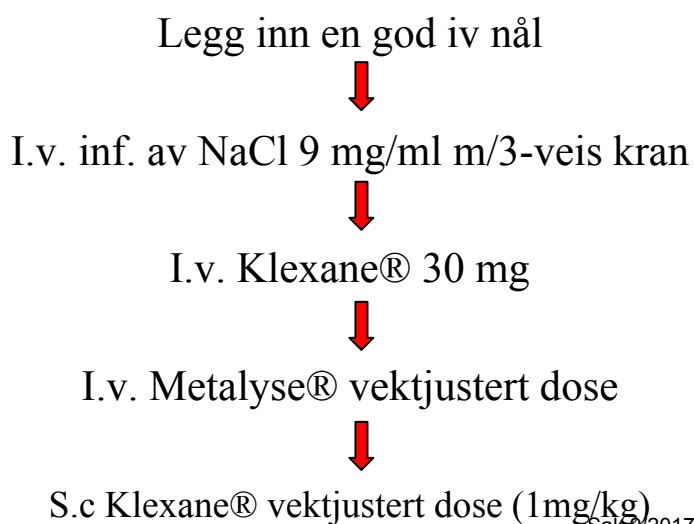 Legg inn en god iv nål
I.v. inf. av NaCl 9 mg/ml m/3-veis kran
I.v. Klexane® 30 mg
I.v. Metalyse® vektjustert dose
S.c Klexane® vektjustert dose (1mg/kg)